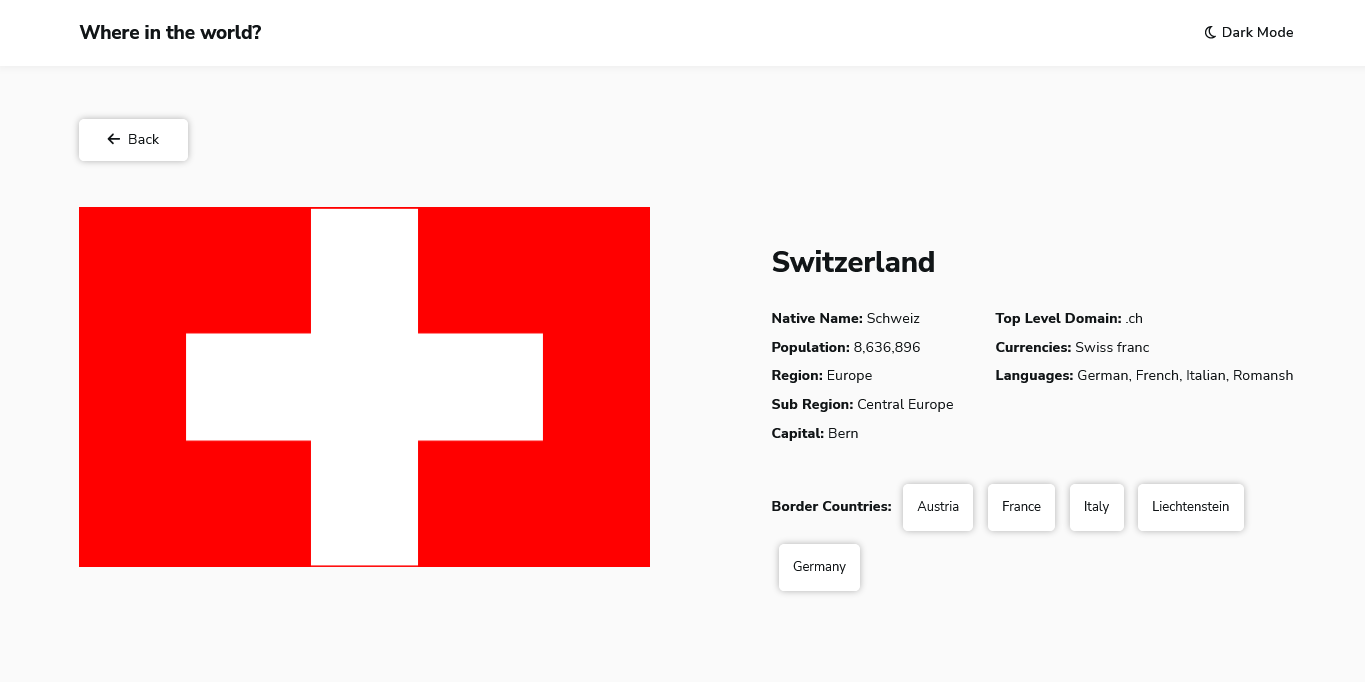 Where in the world?
Dark Mode
Back
Switzerland
Native Name: Schweiz
Population: 8,636,896
Region: Europe
Sub Region: Central Europe
Capital: Bern
Top Level Domain: .ch
Currencies: Swiss franc
Languages: German, French, Italian, Romansh
Border Countries: Austria France Italy Liechtenstein
Germany